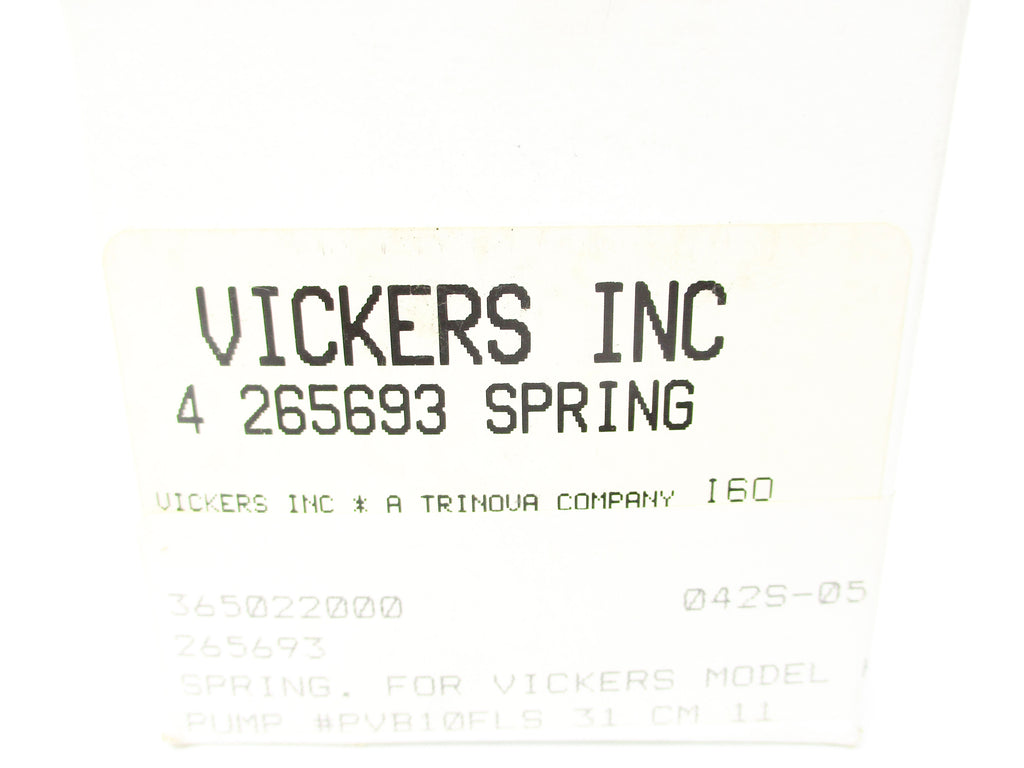 VICKERS INC
4 265693 SPRING
VICKERS INC * A TRINOVA COMPANY I60
365022000 042S-05
265693
SPRING. FOR VICKERS MODEL
PUMP #PVB10FLS 31 CM 11